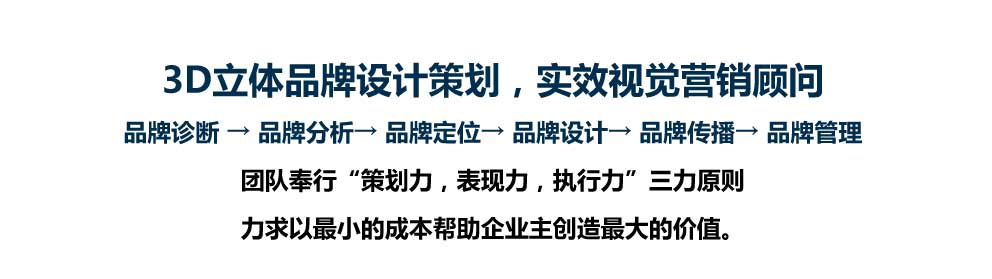 3D立体品牌设计策划，实效视觉营销顾问
品牌诊断 → 品牌分析→ 品牌定位→ 品牌设计→ 品牌传播→ 品牌管理
团队奉行“策划力，表现力，执行力”三力原则
力求以最小的成本帮助企业主创造最大的价值。